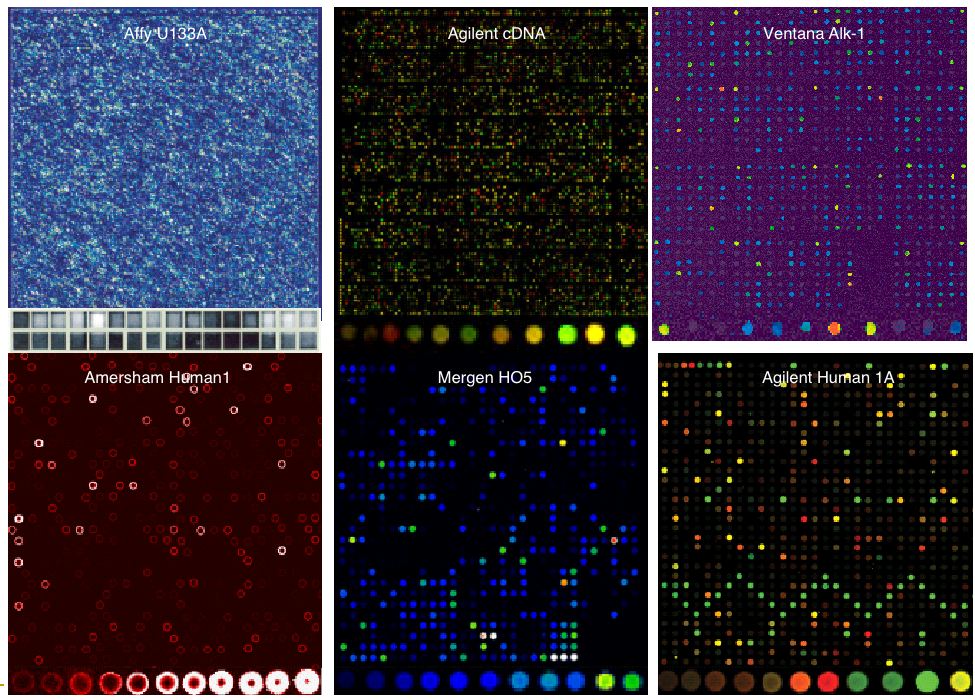 Affy U133A
Agilent cDNA
Ventana Alk-1
Amersham Human1
Mergen HO5
Agilent Human 1A